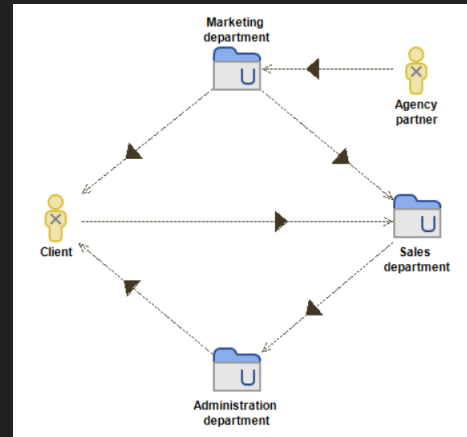 Marketing
department
U
Agency
partner
Client
U
Sales
department
U
Administration
department